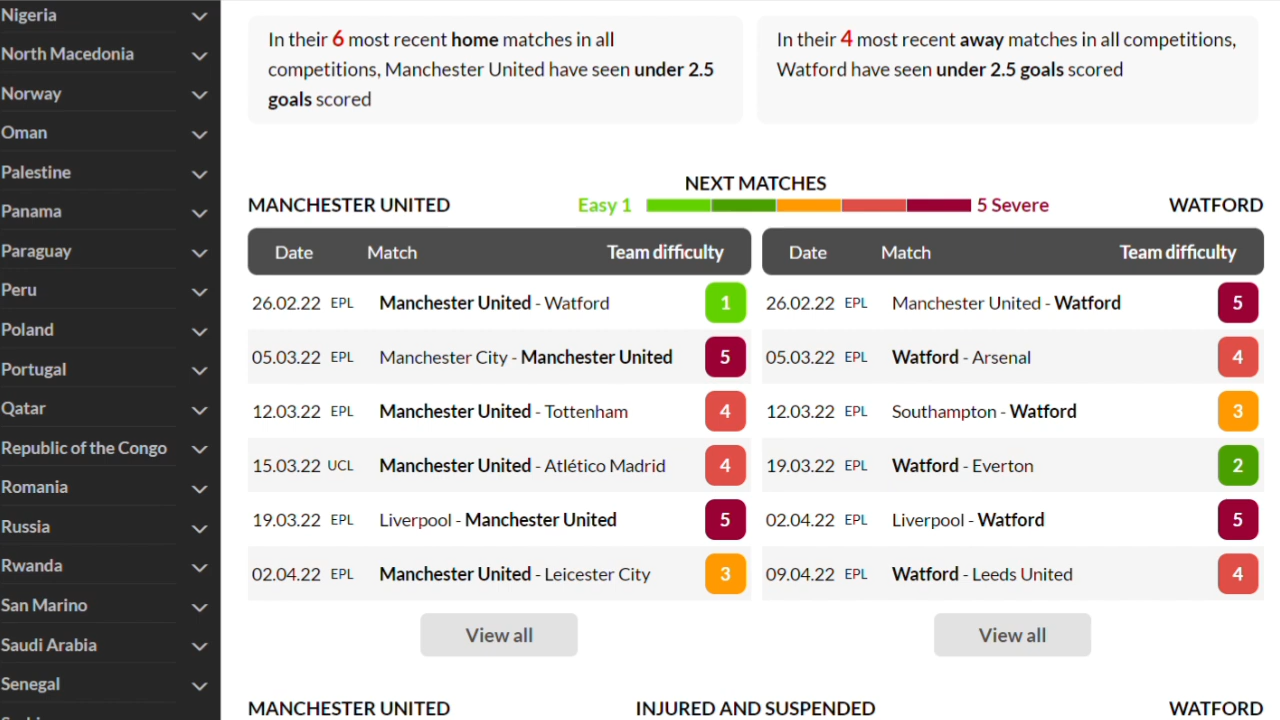 Nigeria
North Macedonia
Norway
Oman
Palestine
Panama
Paraguay
Peru
Poland
Portugal
Qatar
Republic of the Congo
Romania
Russia
Rwanda
San Marino
Saudi Arabia
Senegal
In their 6 most recent home matches in all
competitions, Manchester United have seen under 2.5
goals scored
In their 4 most recent away matches in all competitions,
Watford have seen under 2.5 goals scored
NEXT MATCHES
MANCHESTER UNITED Easy 1 5 Severe WATFORD
Date Match Team difficulty
26.02.22 EPL Manchester United - Watford 1
05.03.22 EPL Manchester City - Manchester United 5
12.03.22 EPL Manchester United - Tottenham 4
15.03.22 UCL Manchester United - Atlético Madrid 4
19.03.22 EPL Liverpool - Manchester United 5
02.04.22 EPL Manchester United - Leicester City 3
View all
Date Match Team difficulty
26.02.22 EPL Manchester United - Watford 5
05.03.22 EPL Watford - Arsenal 4
12.03.22 EPL Southampton - Watford 3
19.03.22 EPL Watford - Everton 2
02.04.22 EPL Liverpool - Watford 5
09.04.22 EPL Watford - Leeds United 4
View all
MANCHESTER UNITED INJURED AND SUSPENDED WATFORD